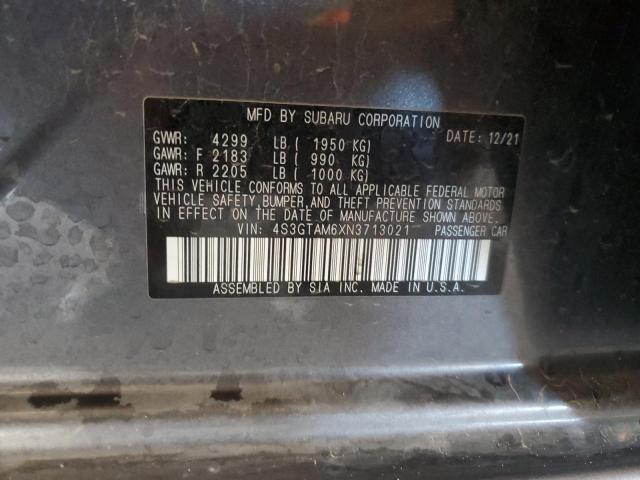 MFD BY SUBARU CORPORATION
GVWR: 4299 LB ( 1950 KG) DATE: 12/21
GAWR: F 2183 LB ( 990 KG)
GAWR: R 2205 LB ( 1000 KG)
THIS VEHICLE CONFORMS TO ALL APPLICABLE FEDERAL MOTOR
VEHICLE SAFETY, BUMPER, AND THEFT PREVENTION STANDARDS
IN EFFECT ON THE DATE OF MANUFACTURE SHOWN ABOVE.
VIN: 4S3GTAM6XN3713021 PASSENGER CAR
ASSEMBLED BY SIA INC. MADE IN U.S.A.